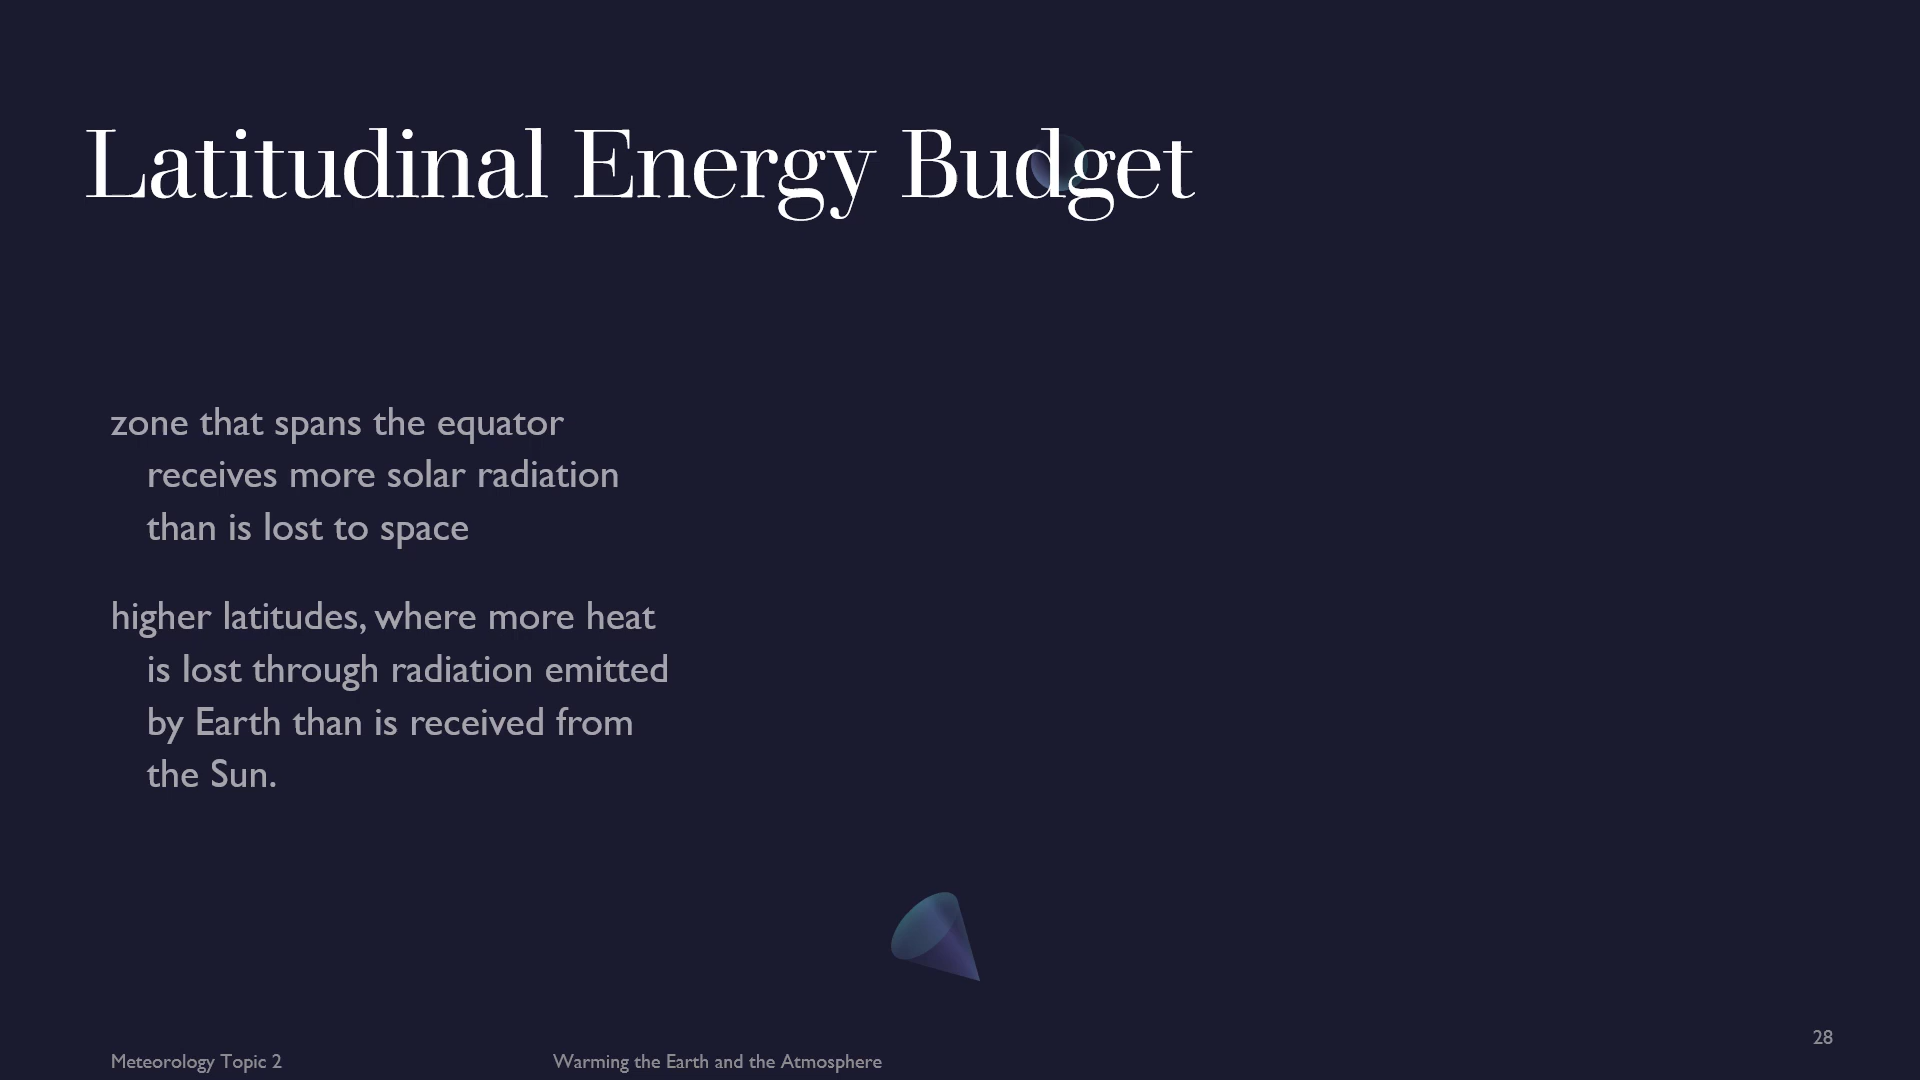 Latitudinal Energy Budget
zone that spans the equator
receives more solar radiation
than is lost to space
higher latitudes, where more heat
is lost through radiation emitted
by Earth than is received from
the Sun.
28
Meteorology Topic 2
Warming the Earth and the Atmosphere